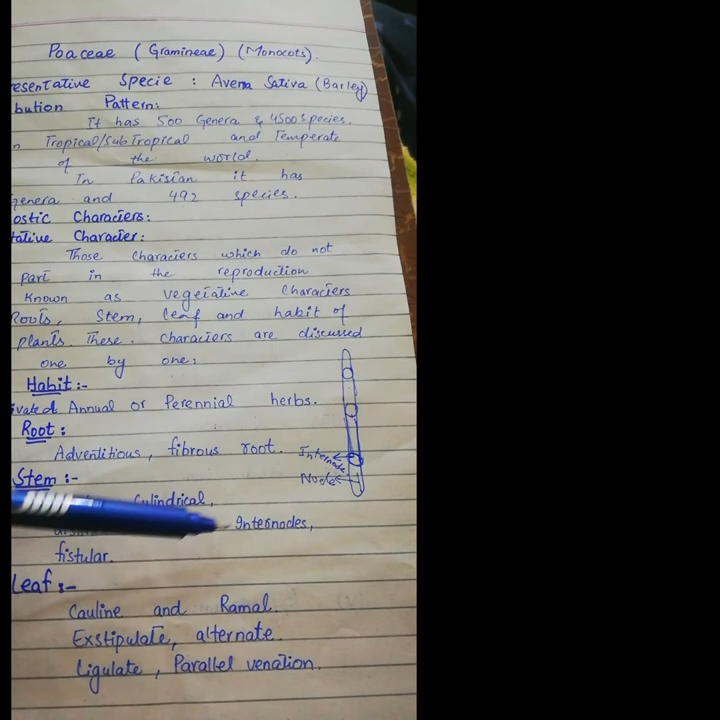 Poaceae (Gramineae) (Monocots).
esentative Specie : Avena Sativa (Barley)
bution Pattern:
It has 500 Genera & 4500 species.
n Tropical/SubTropical and Temperate
of the world.
In Pakistan it has
genera and 492 species.
ostic Characters:
tative Character:
Those characters which do not
part in the reproduction
Known as vegetative characters
Roots, Stem, leaf and habit of
plants. These characters are discussed
one by one:
Habit:-
ivated Annual or Perennial herbs.
Root:
Adventitious, fibrous root.
Internode
Node
Stem:-
Cylindrical,
Internodes,
fistular.
Leaf:-
Cauline and Ramal.
Exstipulate, alternate.
Ligulate, Parallel venation.